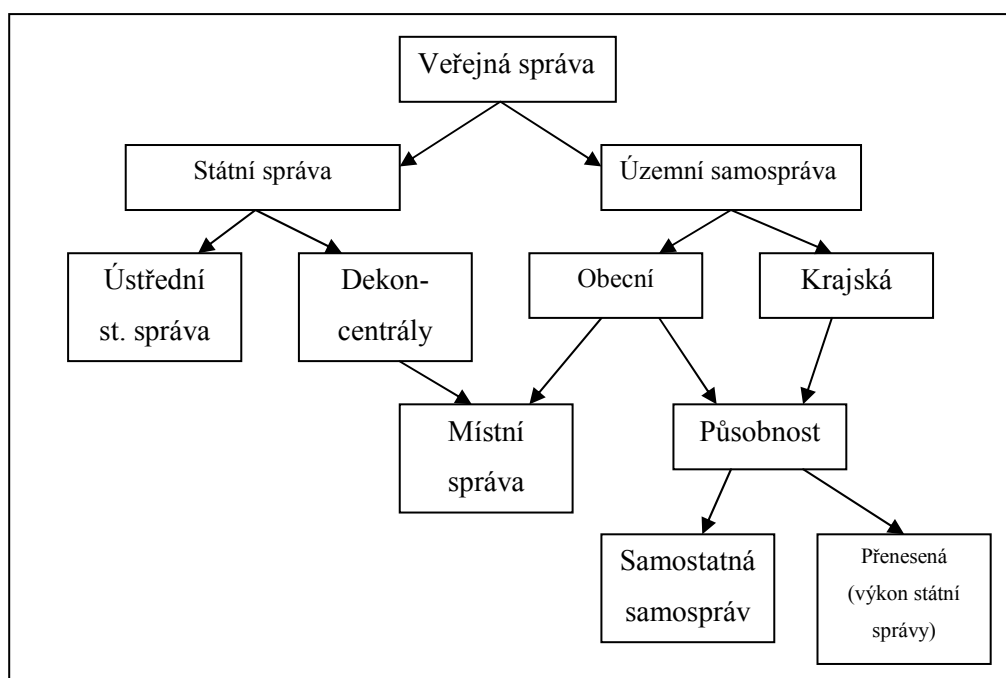 Veřejná správa
Státní správa
Územní samospráva
Ústřední
st. správa
Dekon-
centrály
Obecní
Krajská
Místní
správa
Působnost
Samostatná
samospráv
Přenesená
(výkon státní
správy)